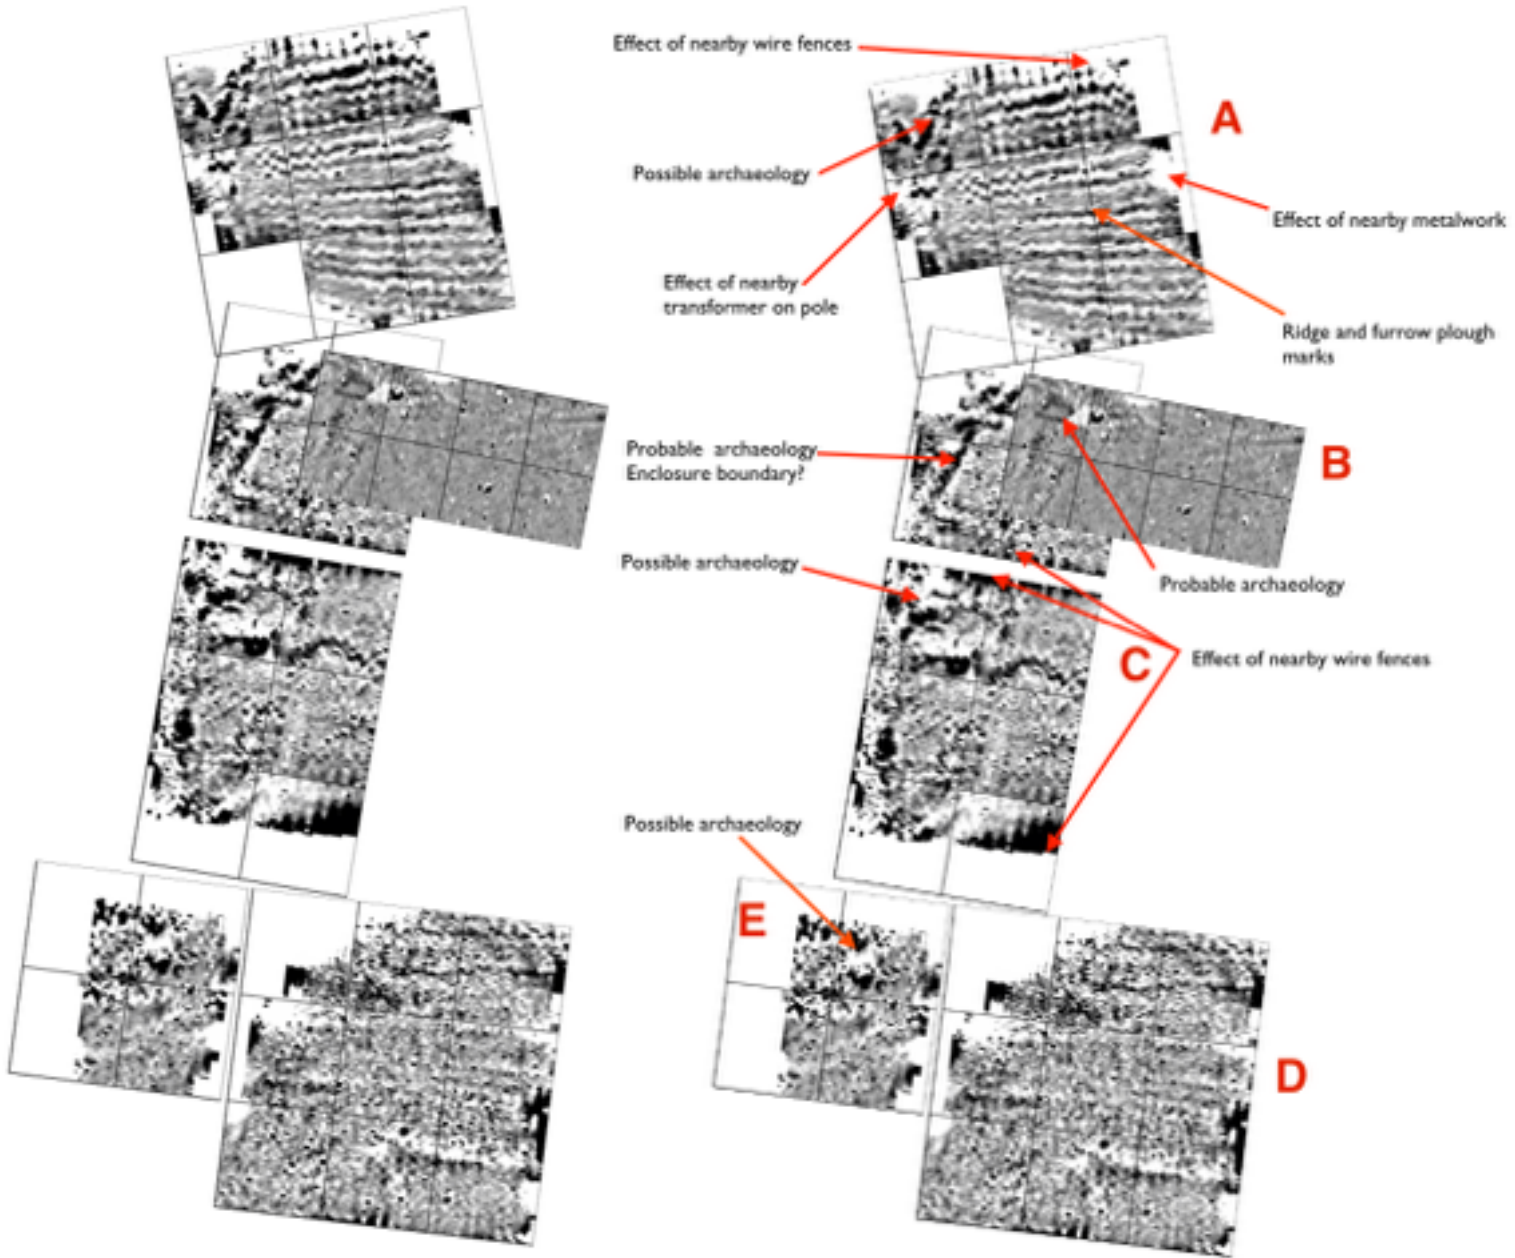 Effect of nearby wire fences
A
Possible archaeology
Effect of nearby metalwork
Effect of nearby
transformer on pole
Ridge and furrow plough
marks
Probable archaeology
Enclosure boundary?
B
Possible archaeology
Probable archaeology
C
Effect of nearby wire fences
Possible archaeology
E
D